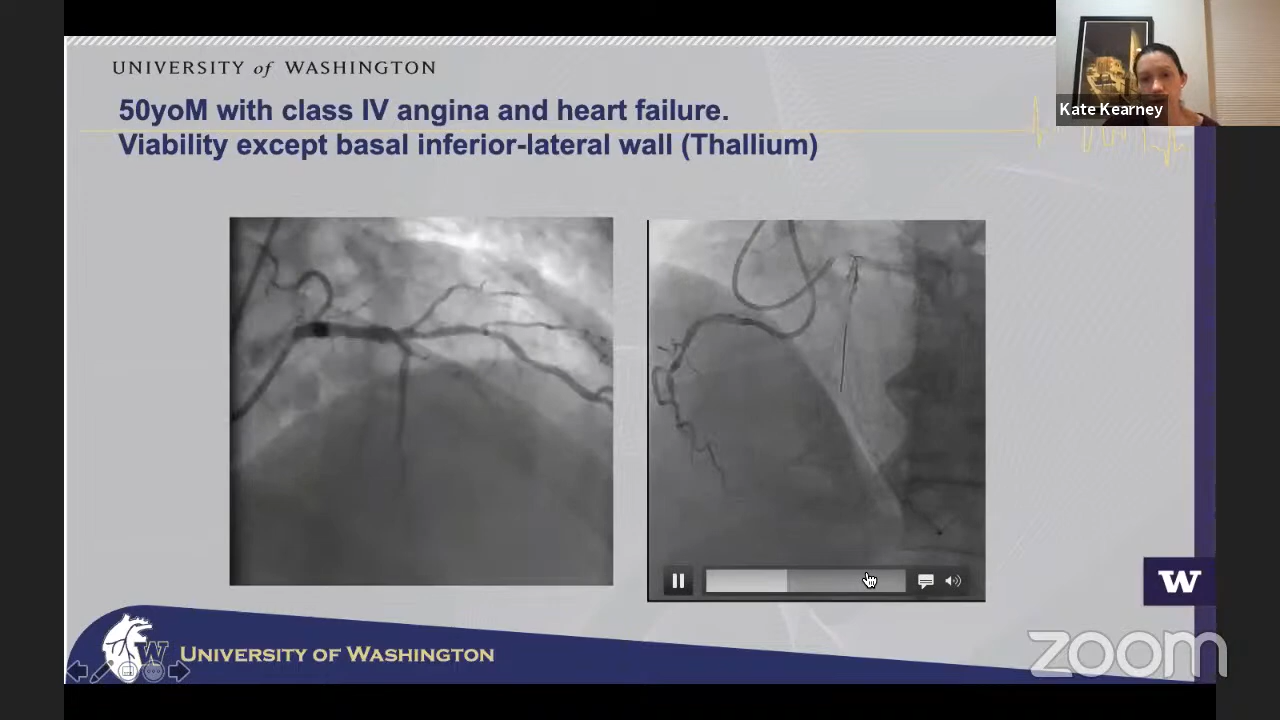 UNIVERSITY of WASHINGTON
50yoM with class IV angina and heart failure.
Viability except basal inferior-lateral wall (Thallium)
Kate Kearney
W
W
UNIVERSITY OF WASHINGTON
zoom